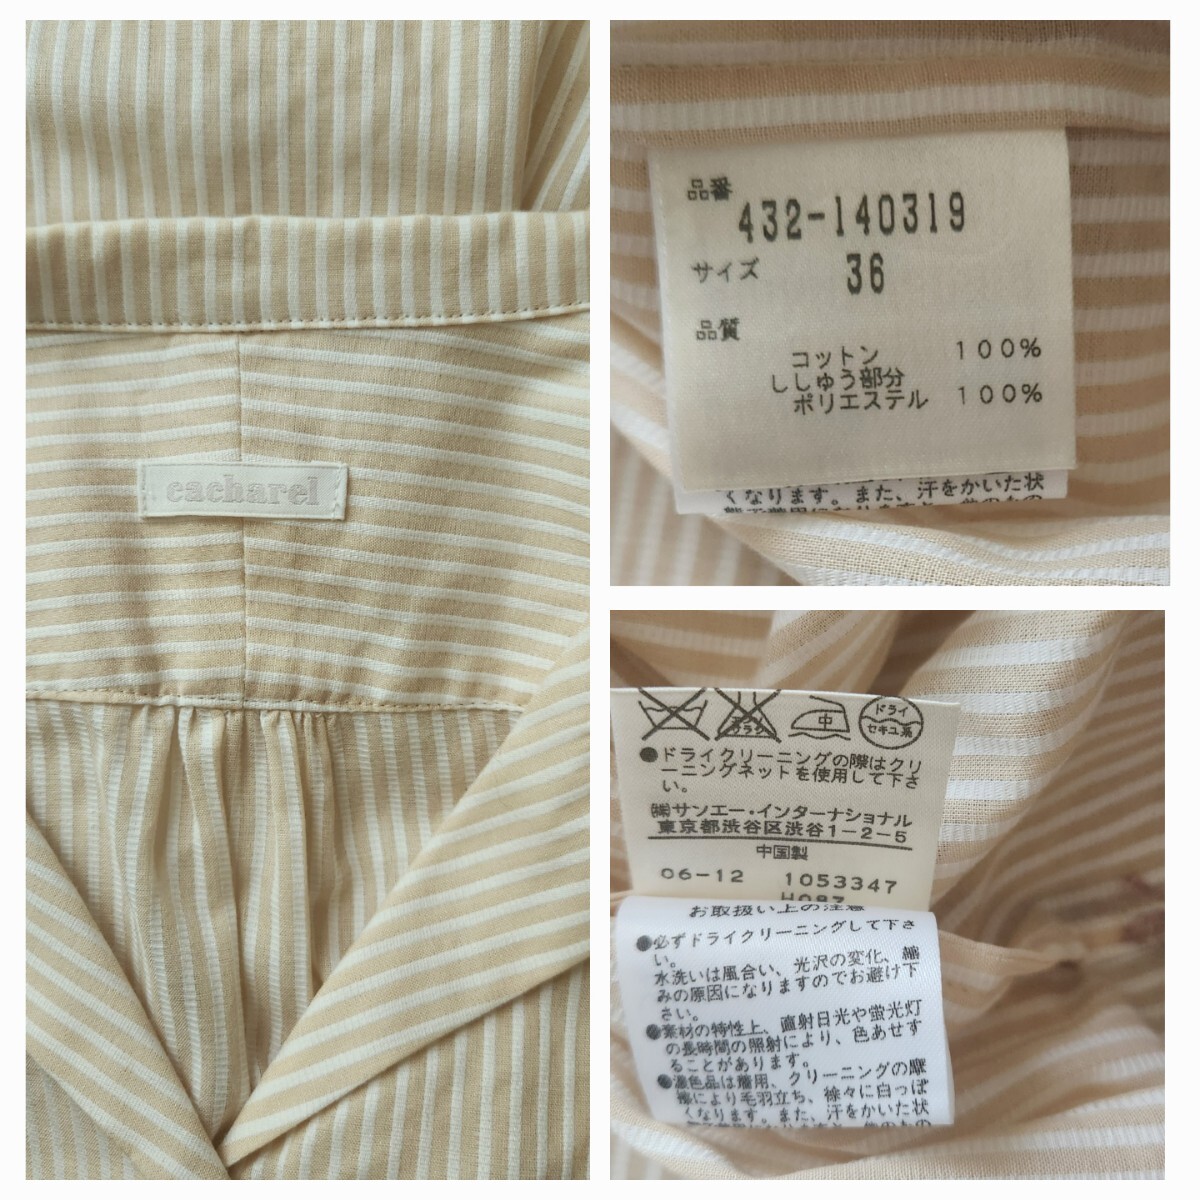 cacharel
品番
432-140319
サイズ
36
品質
コットン 100%
ししゅう部分
ポリエステル 100%
くなります。また、汗をかいた状
中
エンソ
サラシ
ドライ
セキユ系
●ドライクリーニングの際はクリ
ーニングネットを使用して下さ
い。
㈱サンエー・インターナショナル
東京都渋谷区渋谷1-2-5
中国製
06-12 1053347
H087
お取扱い上の注意
●必ずドライクリーニングして下さ
い。
水洗いは風合い、光沢の変化、縮
みの原因になりますのでお避け下
さい。
●素材の特性上、直射日光や蛍光灯
の長時間の照射により、色あせす
ることがあります。
●濃色品は着用、クリーニングの摩
擦により毛羽立ち、徐々に白っぽ
くなります。また、汗をかいた状